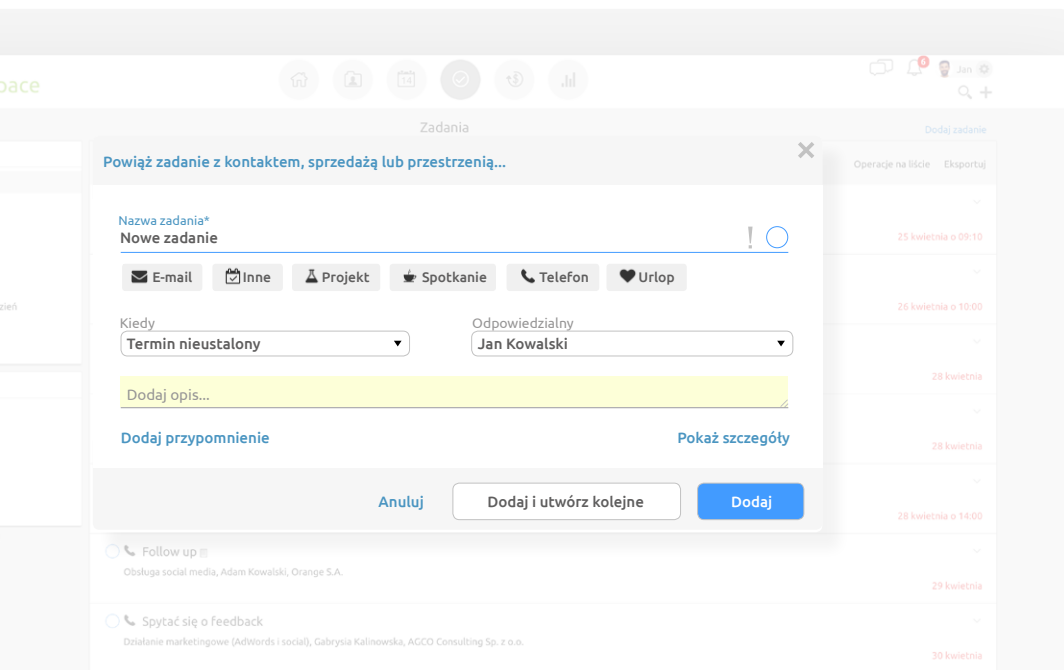 pace
14
6
Jan
Zadania
Dodaj zadanie
Powiąż zadanie z kontaktem, sprzedażą lub przestrzenią...
×
Operacje na liście Eksportuj
Nazwa zadania*
Nowe zadanie
!
25 kwietnia o 09:10
E-mail Inne Projekt Spotkanie Telefon Urlop
zień
26 kwietnia o 10:00
Kiedy Odpowiedzialny
Termin nieustalony Jan Kowalski
28 kwietnia
Dodaj opis...
Dodaj przypomnienie Pokaż szczegóły
28 kwietnia
Anuluj Dodaj i utwórz kolejne Dodaj
28 kwietnia o 14:00
Follow up
Obsługa social media, Adam Kowalski, Orange S.A.
29 kwietnia
Spytać się o feedback
Działanie marketingowe (AdWords i social), Gabrysia Kalinowska, AGCO Consulting Sp. z o.o.
30 kwietnia